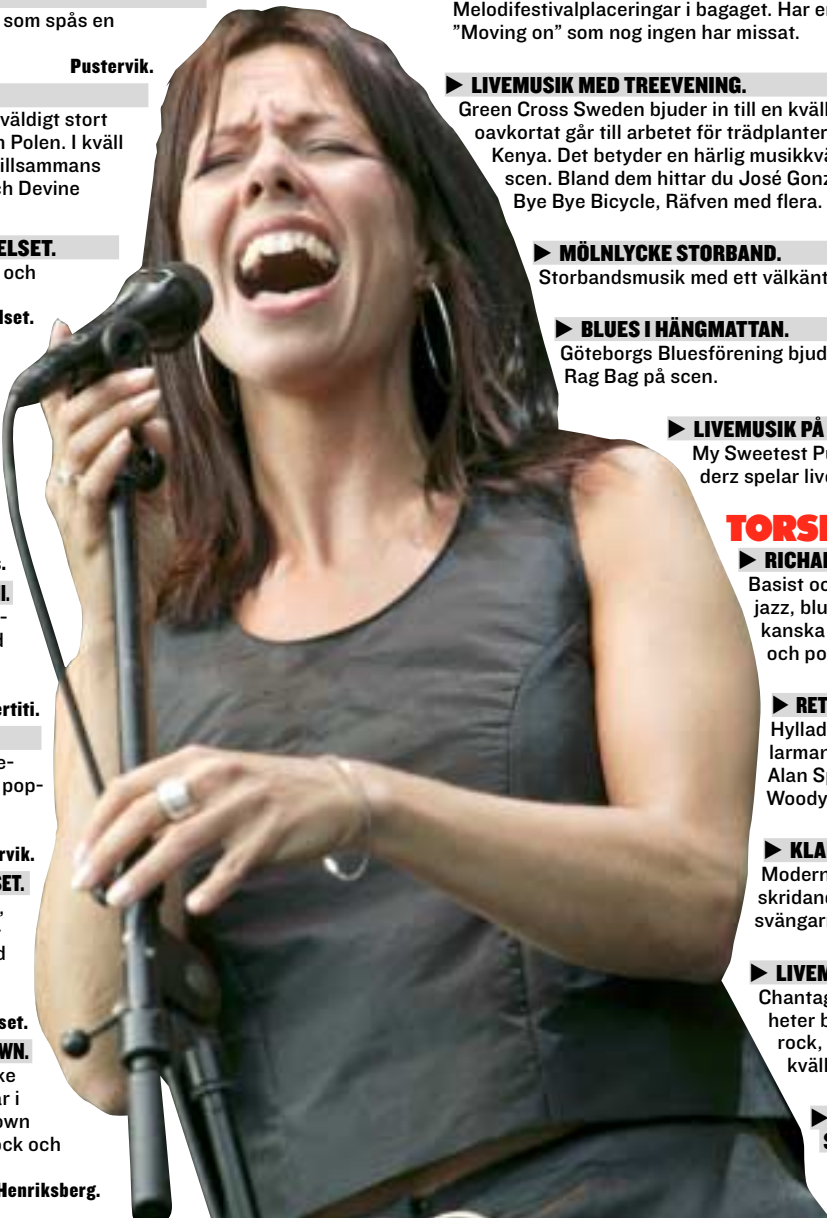 som spås en
Pustervik.
väldigt stort
Polen. I kväll
illsammans
Devine
ELSET.
och
lset.
I.
-
rtiti.
e-
pop-
rvik.
SET.
,
set.
WN.
ke
r i
own
ock och
Henriksberg.
Melodifestivalplaceringar i bagaget. Har en
"Moving on" som nog ingen har missat.
▶ LIVEMUSIK MED TREEVENING.
Green Cross Sweden bjuder in till en kväll
oavkortat går till arbetet för trädplanter
Kenya. Det betyder en härlig musikkvä
scen. Bland dem hittar du José Gonz
Bye Bye Bicycle, Räfven med flera.
▶ MÖLNLYCKE STORBAND.
Storbandsmusik med ett välkänt
▶ BLUES I HÄNGMATTAN.
Göteborgs Bluesförening bjud
Rag Bag på scen.
▶ LIVEMUSIK PÅ
My Sweetest Pu
derz spelar live
TORSD
▶ RICHAR
Basist oc
jazz, blu
kanska
och po
▶ RET
Hyllad
larmar
Alan Sp
Woody
▶ KLA
Modern
skridand
svängar
▶ LIVEM
Chantag
heter b
rock,
kväll
▶
S